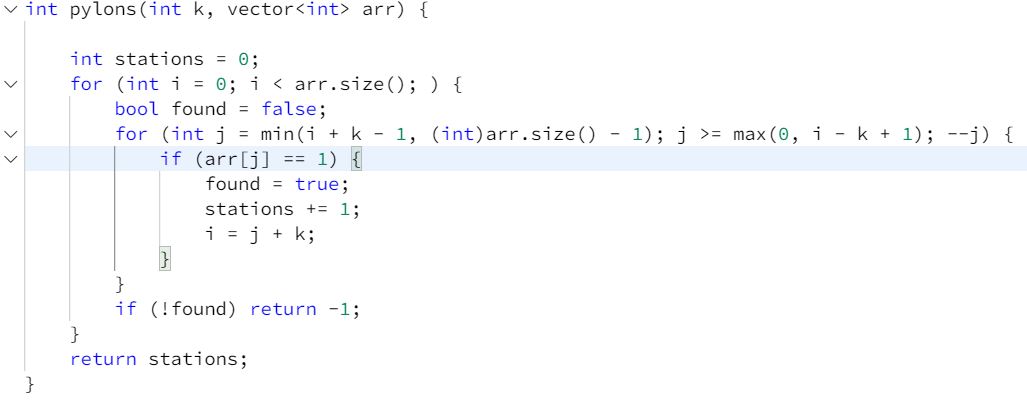 int pylons(int k, vector<int> arr) {
int stations = 0;
for (int i = 0; i < arr.size(); ) {
bool found = false;
for (int j = min(i + k - 1, (int)arr.size() - 1); j >= max(0, i - k + 1); --j) {
if (arr[j] == 1) {
found = true;
stations += 1;
i = j + k;
}
}
if (!found) return -1;
}
return stations;
}